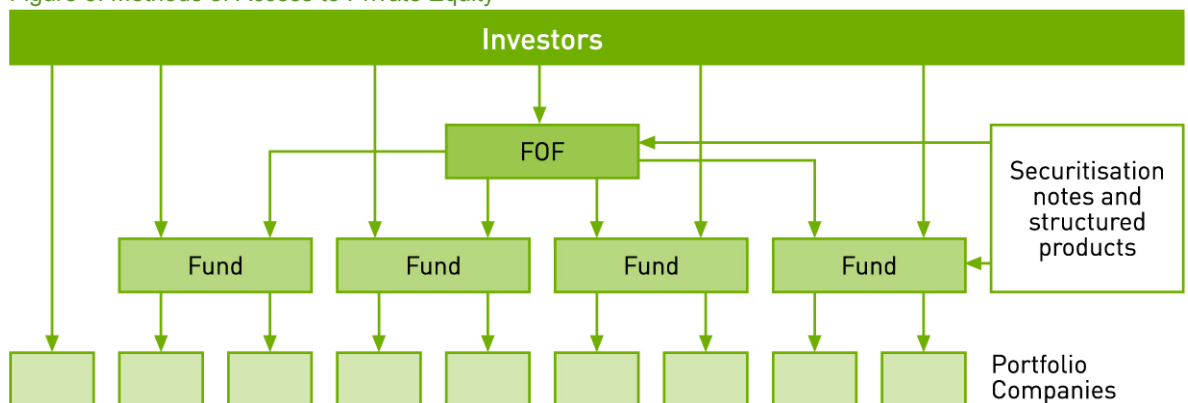 Investors
FOF
Securitisation
notes and
structured
products
Fund
Fund
Fund
Fund
Portfolio
Companies